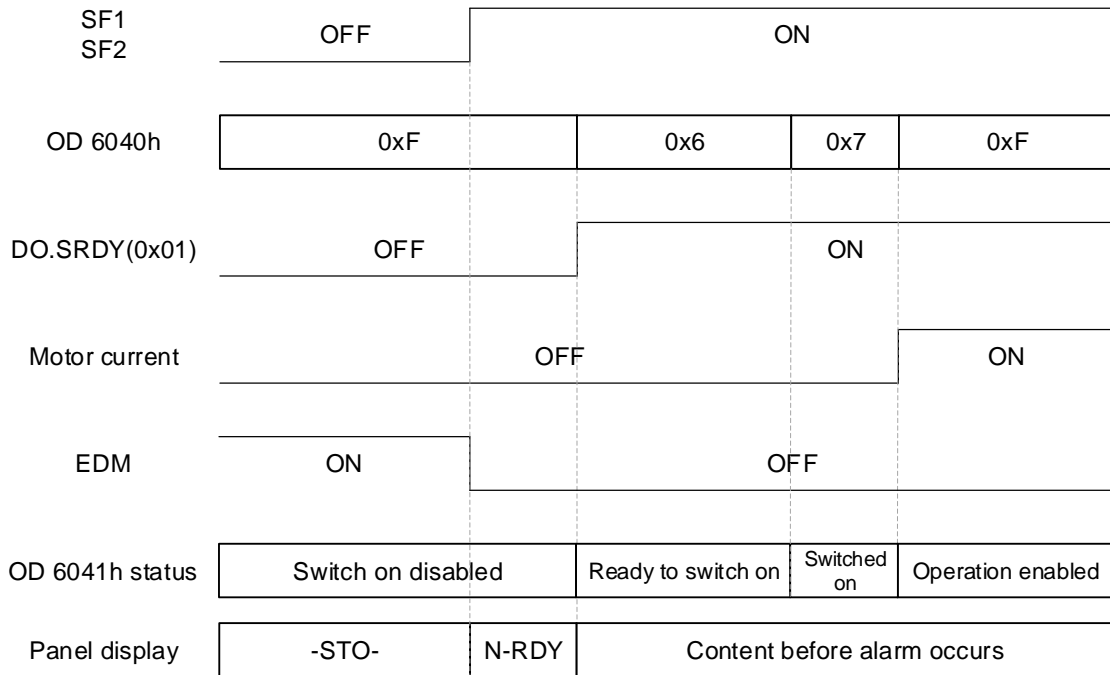 SF1
SF2
OFF
ON
OD 6040h
0xF
0x6
0x7
0xF
DO.SRDY(0x01)
OFF
ON
Motor current
OFF
ON
EDM
ON
OFF
OD 6041h status
Switch on disabled
Ready to switch on
Switched
on
Operation enabled
Panel display
-STO-
N-RDY
Content before alarm occurs